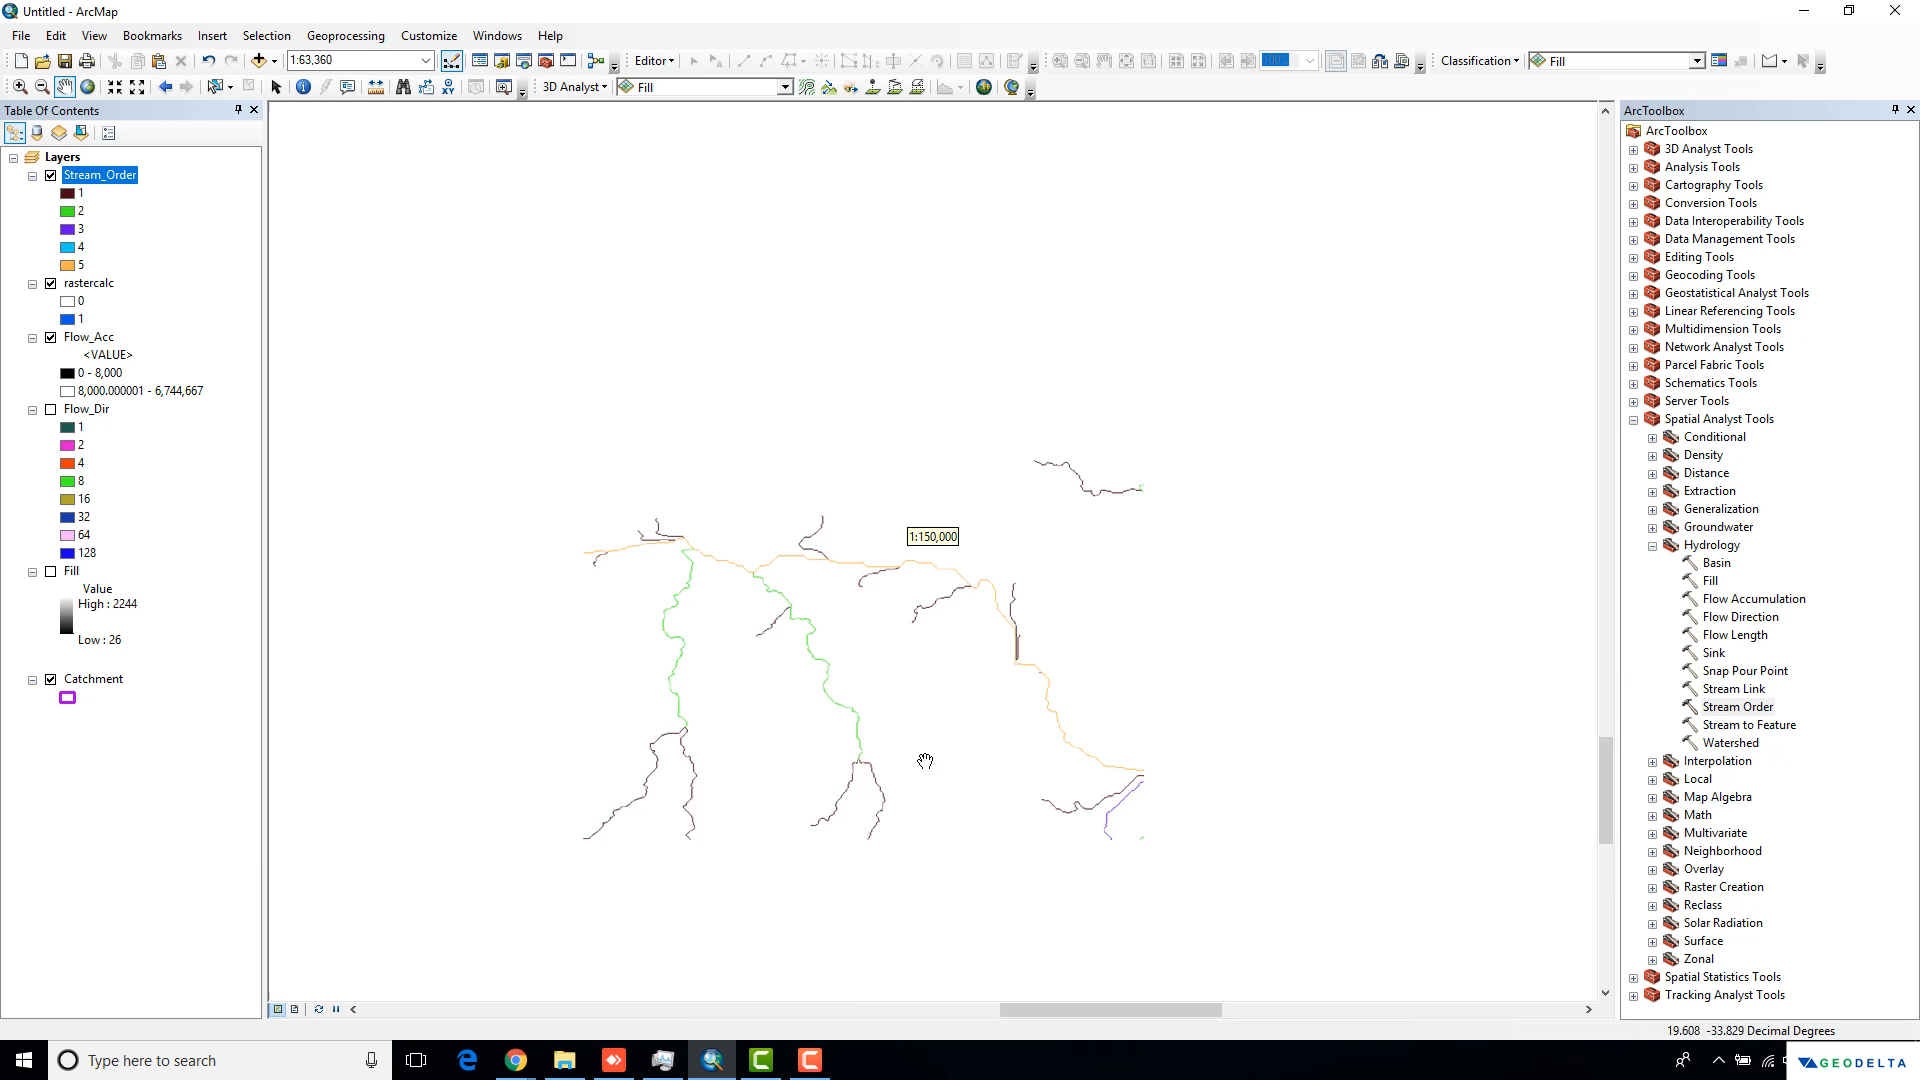 Untitled - ArcMap
File Edit View Bookmarks Insert Selection Geoprocessing Customize Windows Help
1:63,360 Editor 100% Classification Fill
3D Analyst Fill
Table Of Contents
Layers
Stream_Order
1
2
3
4
5
rastercalc
0
1
Flow_Acc
<VALUE>
0 - 8,000
8,000.000001 - 6,744,667
Flow_Dir
1
2
4
8
16
32
64
128
Fill
Value
High : 2244
Low : 26
Catchment
1:150,000
ArcToolbox
ArcToolbox
3D Analyst Tools
Analysis Tools
Cartography Tools
Conversion Tools
Data Interoperability Tools
Data Management Tools
Editing Tools
Geocoding Tools
Geostatistical Analyst Tools
Linear Referencing Tools
Multidimension Tools
Network Analyst Tools
Parcel Fabric Tools
Schematics Tools
Server Tools
Spatial Analyst Tools
Conditional
Density
Distance
Extraction
Generalization
Groundwater
Hydrology
Basin
Fill
Flow Accumulation
Flow Direction
Flow Length
Sink
Snap Pour Point
Stream Link
Stream Order
Stream to Feature
Watershed
Interpolation
Local
Map Algebra
Math
Multivariate
Neighborhood
Overlay
Raster Creation
Reclass
Solar Radiation
Surface
Zonal
Spatial Statistics Tools
Tracking Analyst Tools
19.608 -33.829 Decimal Degrees
Type here to search
GEODELTA